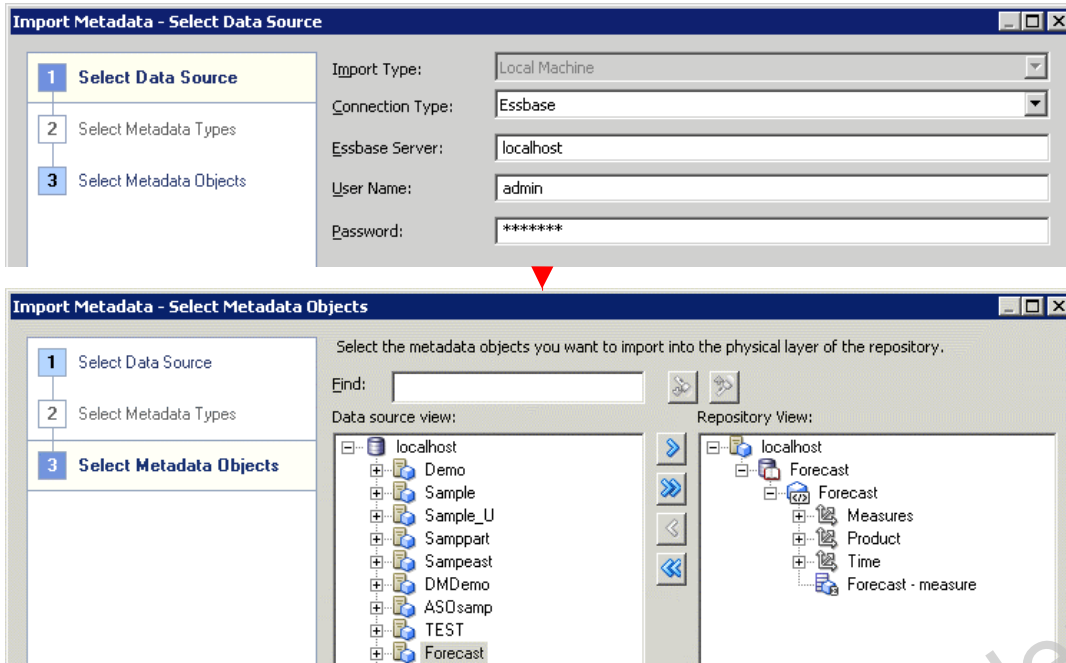 Import Metadata - Select Data Source
1 Select Data Source
2 Select Metadata Types
3 Select Metadata Objects
Import Type: Local Machine
Connection Type: Essbase
Essbase Server: localhost
User Name: admin
Password: *******
Import Metadata - Select Metadata Objects
1 Select Data Source
2 Select Metadata Types
3 Select Metadata Objects
Select the metadata objects you want to import into the physical layer of the repository.
Find:
Data source view:
localhost
Demo
Sample
Sample_U
Samppart
Sampeast
DMDemo
ASOsamp
TEST
Forecast
Repository View:
localhost
Forecast
Forecast
Measures
Product
Time
Forecast - measure